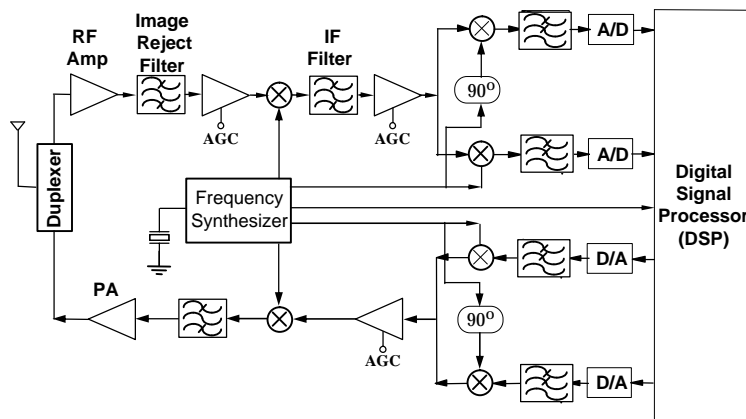 RF
Amp
Image
Reject
Filter
IF
Filter
AGC
AGC
90°
A/D
A/D
Duplexer
Frequency
Synthesizer
Digital
Signal
Processor
(DSP)
PA
AGC
90°
D/A
D/A